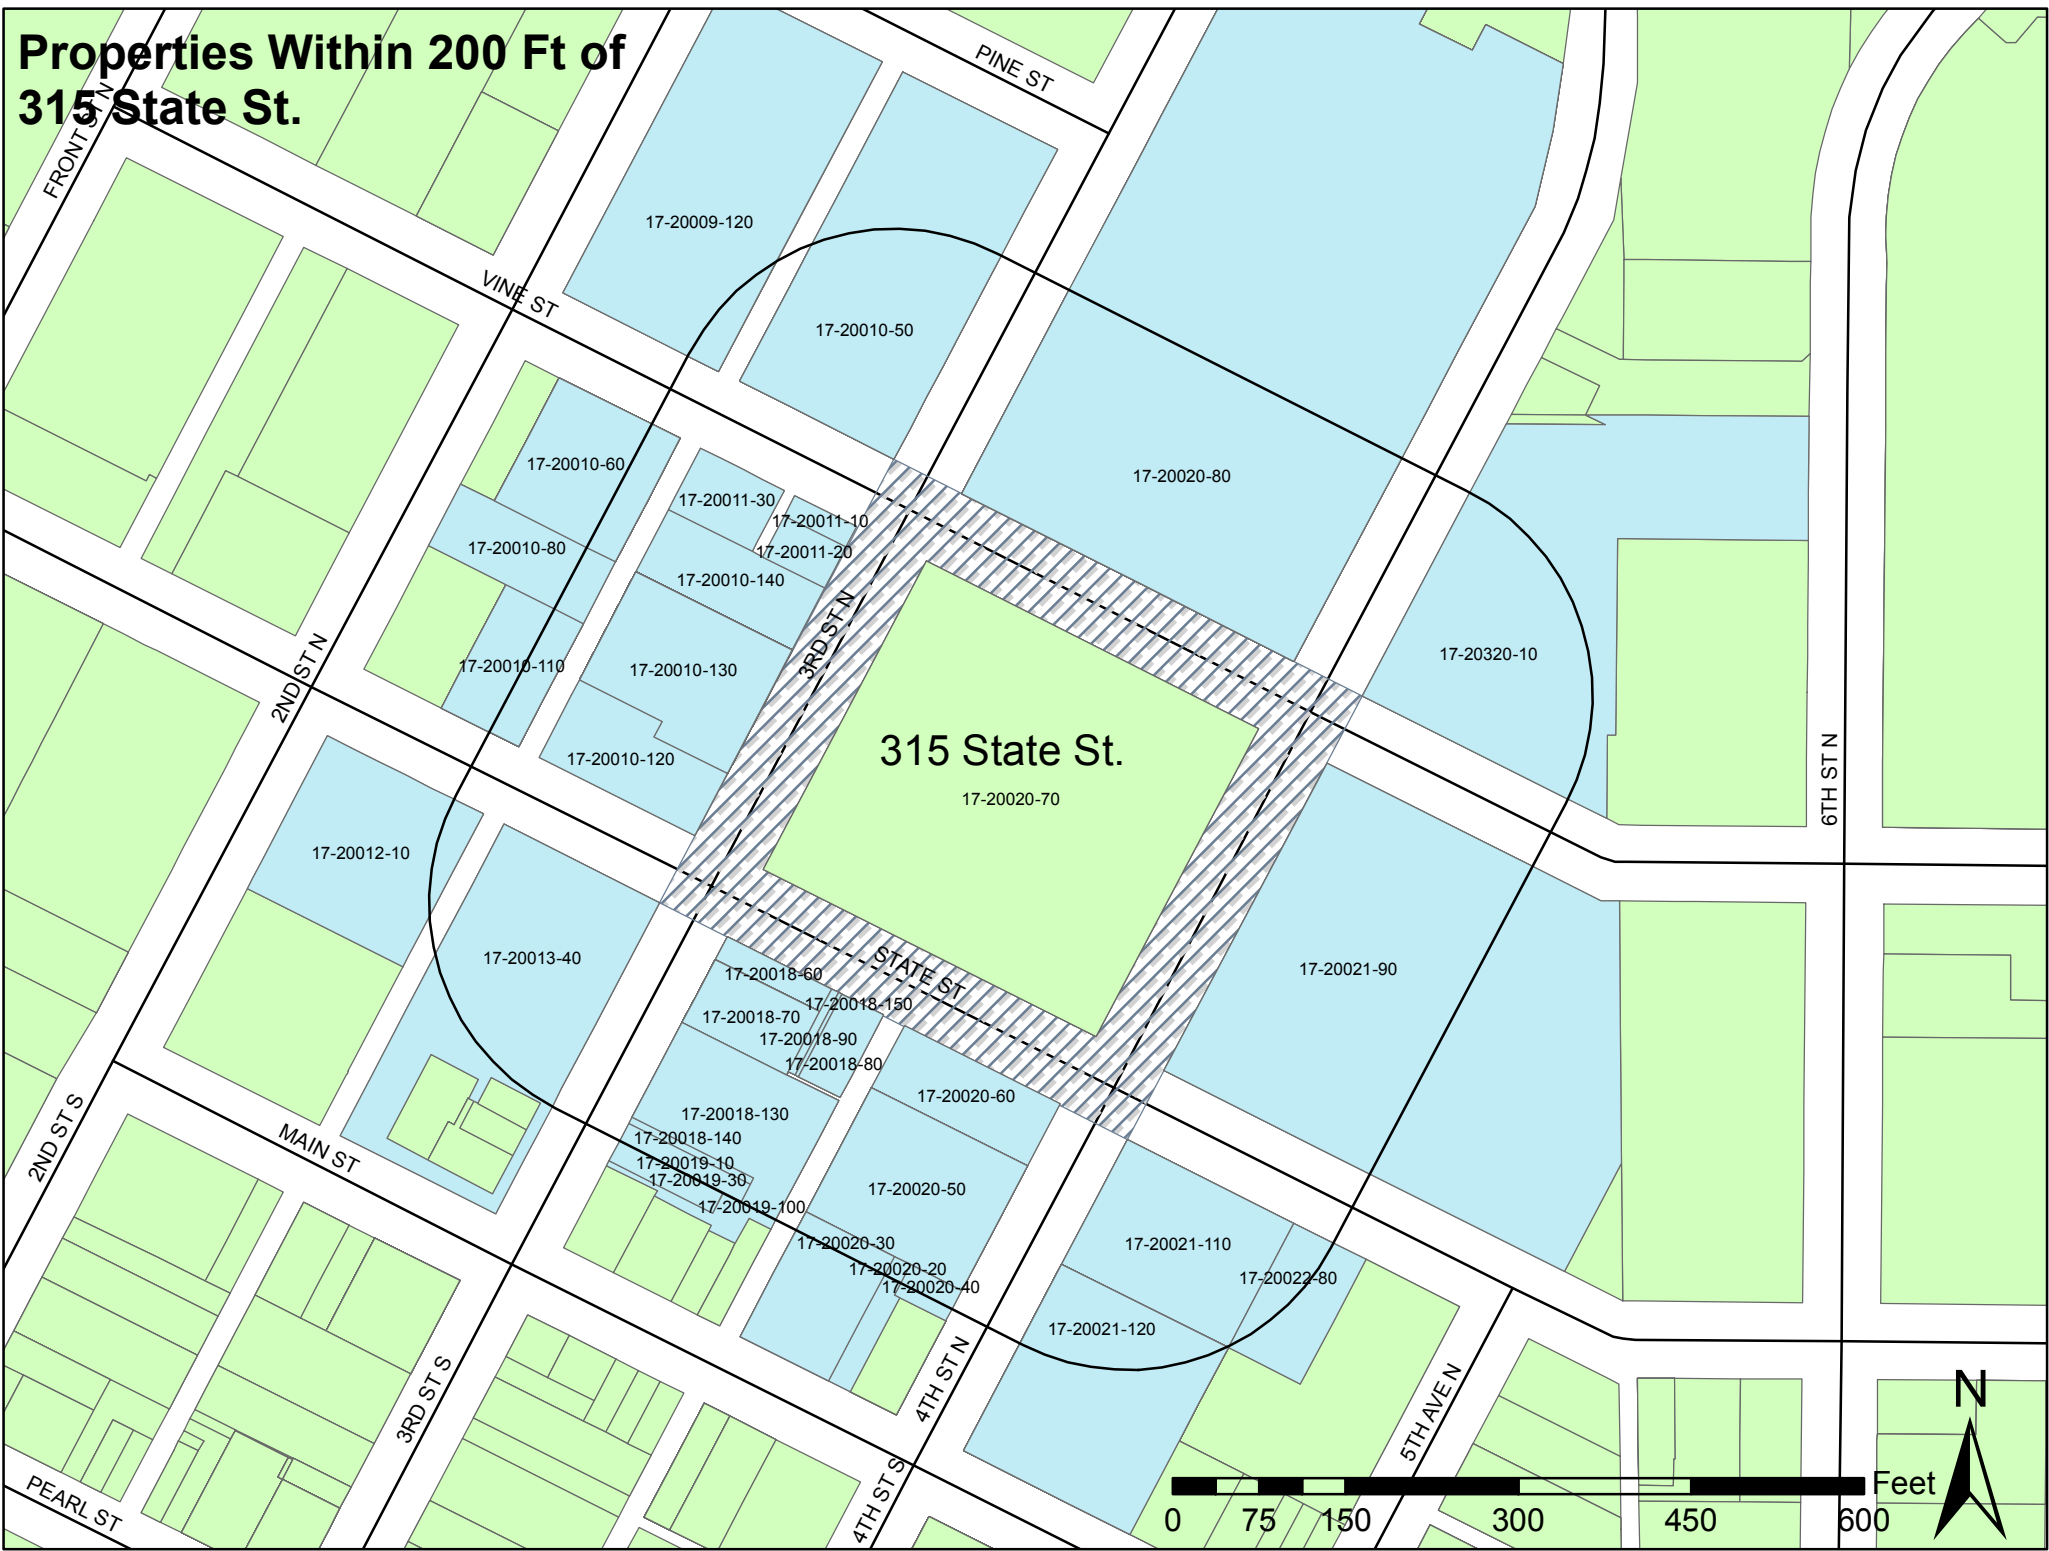 Properties Within 200 Ft of
315 State St.
PINE ST
FRONT ST N
17-20009-120
VINE ST
17-20010-50
17-20010-60
17-20020-80
17-20011-30
17-20011-10
17-20010-80
17-20011-20
17-20010-140
3RD ST N
17-20010-110
17-20010-130
17-20320-10
2ND ST N
17-20010-120
315 State St.
17-20020-70
6TH ST N
17-20012-10
17-20013-40
STATE ST
17-20018-60
17-20021-90
17-20018-150
17-20018-70
17-20018-90
17-20018-80
17-20020-60
17-20018-130
2ND ST S
MAIN ST
17-20018-140
17-20019-10
17-20019-30
17-20020-50
17-20019-100
17-20020-30
17-20021-110
17-20020-20
17-20022-80
17-20020-40
17-20021-120
3RD ST S
4TH ST N
5TH AVE N
N
4TH ST S
PEARL ST
Feet
0 75 150 300 450 600